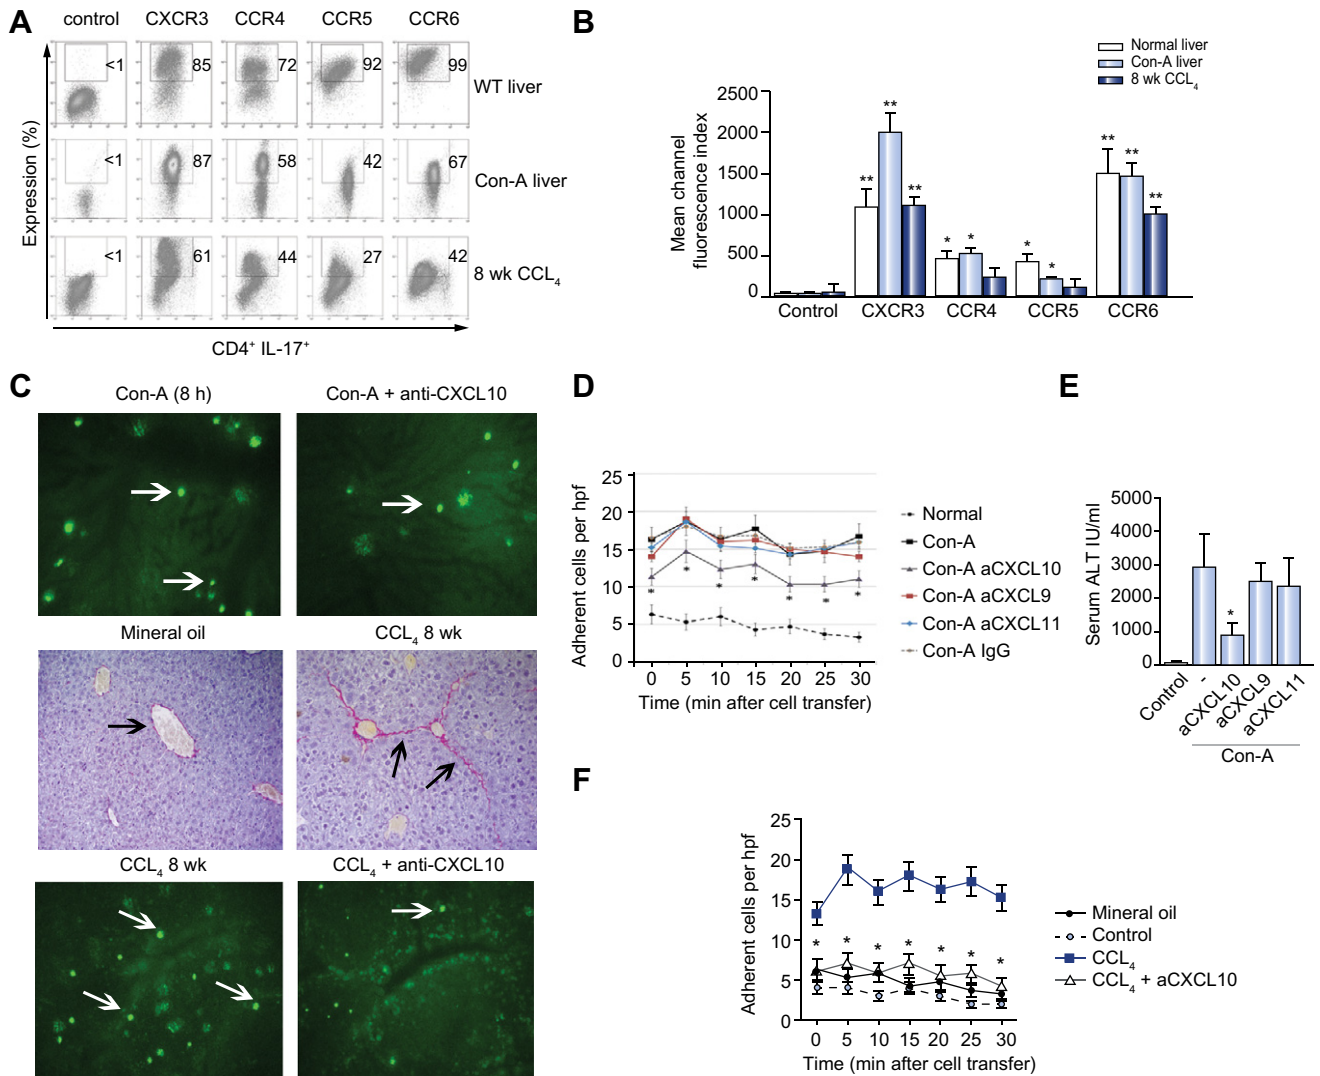 A
control CXCR3 CCR4 CCR5 CCR6
<1 85 72 92 99
WT liver
<1 87 58 42 67
Con-A liver
<1 61 44 27 42
8 wk CCL4
Expression (%)
CD4+ IL-17+
B
Normal liver
Con-A liver
8 wk CCL4
Mean channel
fluorescence index
2500
2000
1500
1000
500
0
** ** **
* *
* *
** ** **
Control CXCR3 CCR4 CCR5 CCR6
C
Con-A (8 h)
Con-A + anti-CXCL10
Mineral oil
CCL4 8 wk
CCL4 8 wk
CCL4 + anti-CXCL10
D
Adherent cells per hpf
25
20
15
10
5
0
* * * * * * *
0 5 10 15 20 25 30
Time (min after cell transfer)
Normal
Con-A
Con-A aCXCL10
Con-A aCXCL9
Con-A aCXCL11
Con-A IgG
E
Serum ALT IU/ml
5000
4000
3000
2000
1000
0
*
Control - aCXCL10 aCXCL9 aCXCL11
Con-A
F
Adherent cells per hpf
25
20
15
10
5
0
* * * * * * *
0 5 10 15 20 25 30
Time (min after cell transfer)
Mineral oil
Control
CCL4
CCL4 + aCXCL10